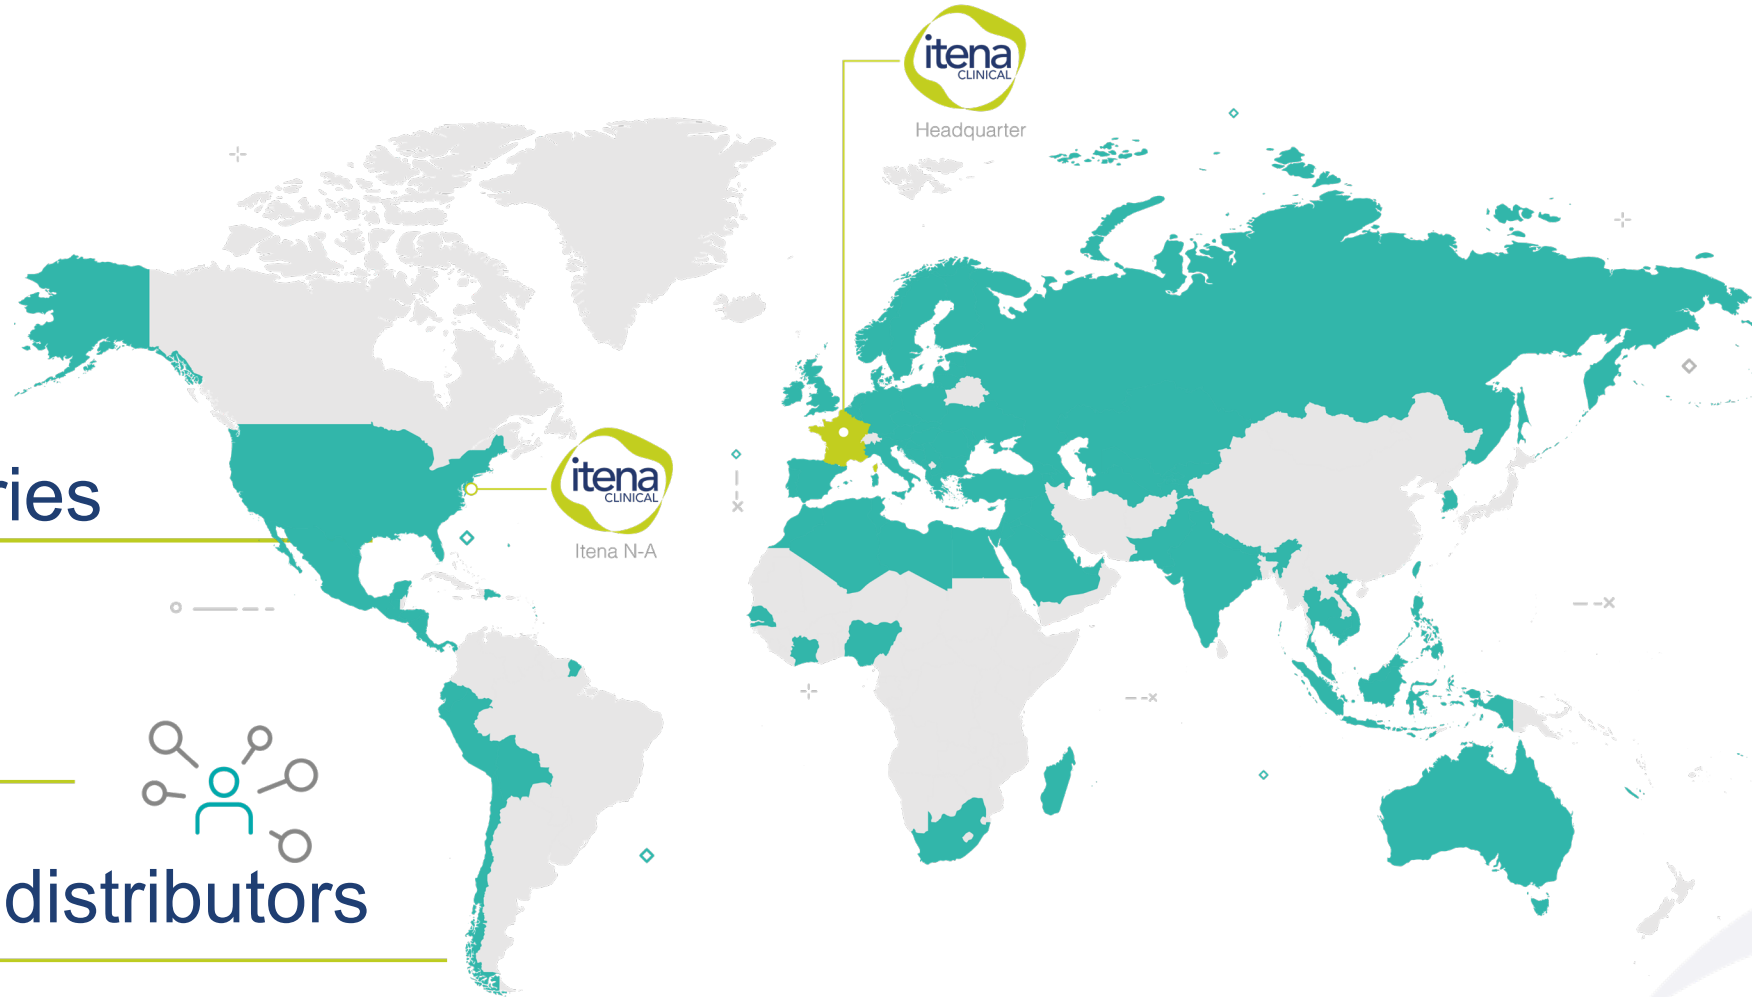 itena
CLINICAL
Headquarter
itena
CLINICAL
Itena N-A
ries
distributors